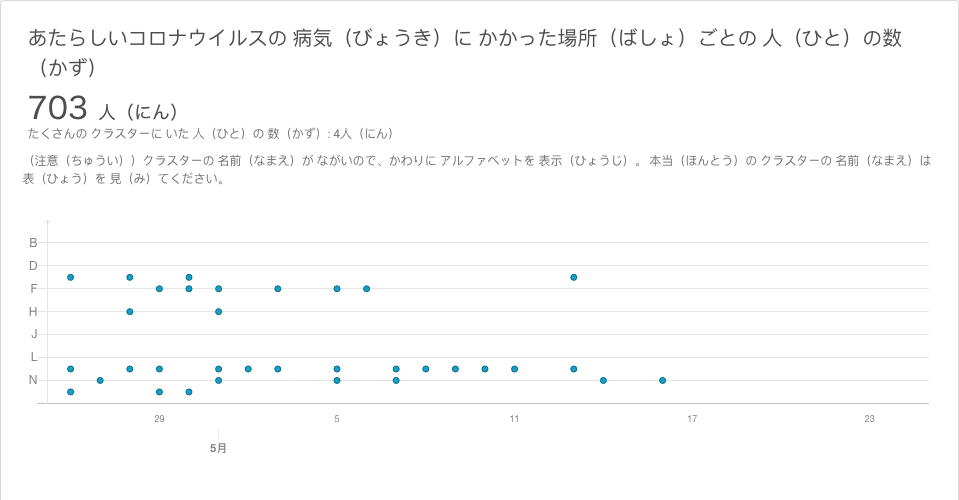 あたらしいコロナウイルスの 病気（びょうき）に かかった場所（ばしょ）ごとの 人（ひと）の数
（かず）
703 人（にん）
たくさんの クラスターに いた 人（ひと）の 数（かず）: 4人（にん）
（注意（ちゅうい））クラスターの 名前（なまえ）が ながいので、かわりに アルファベットを 表示（ひょうじ）。 本当（ほんとう）の クラスターの 名前（なまえ）は
表（ひょう）を 見（み）てください。
B
D
F
H
J
L
N
29 5 11 17 23
5月